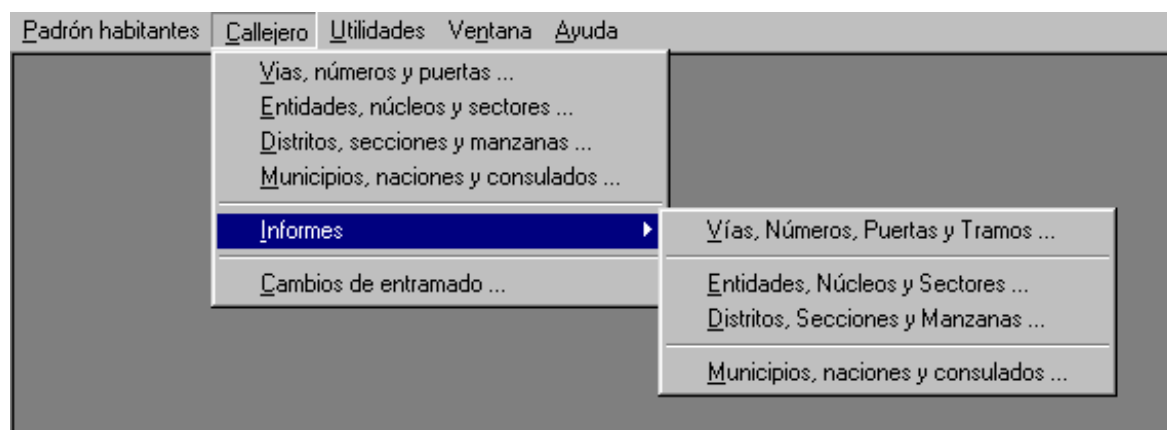 Padrón habitantes Callejero Utilidades Ventana Ayuda
Vias, números y puertas ...
Entidades, núcleos y sectores ...
Distritos, secciones y manzanas ...
Municipios, naciones y consulados ...
Informes
Cambios de entramado ...
Vías, Números, Puertas y Tramos ...
Entidades, Núcleos y Sectores ...
Distritos, Secciones y Manzanas ...
Municipios, naciones y consulados ...